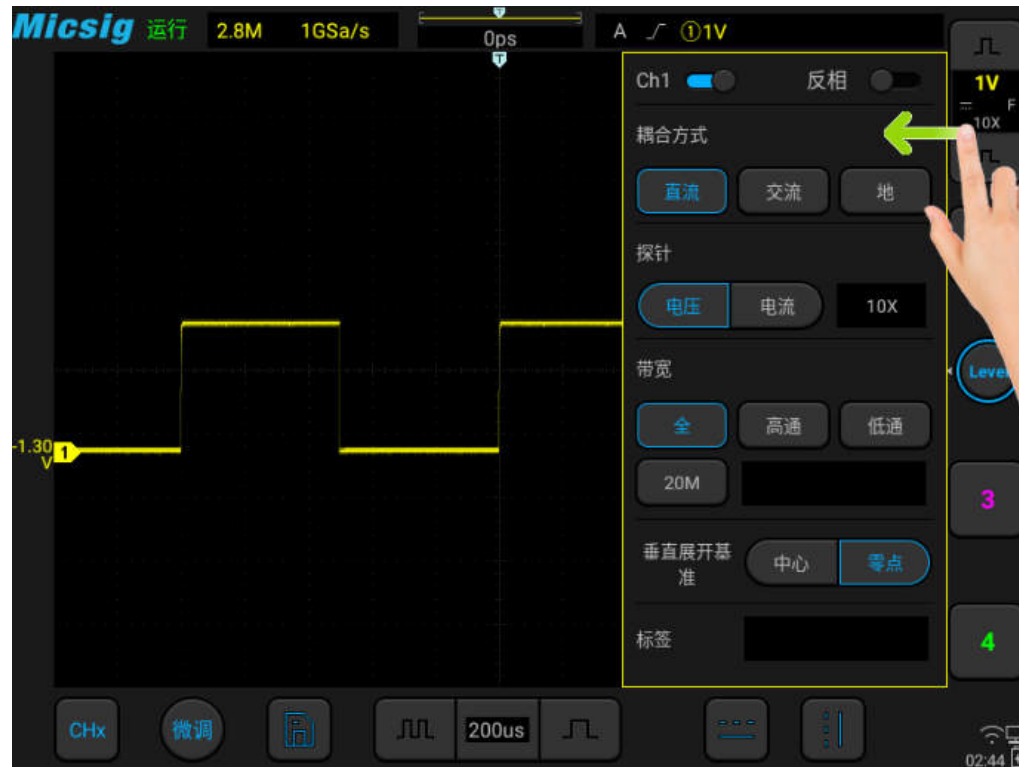 Micsig 运行 2.8M 1GSa/s 0ps A ①1V
T
T
Ch1 反相
1V
F
10X
耦合方式
直流 交流 地
探针
电压 电流 10X
Level
带宽
全 高通 低通
-1.30
V
1
20M
3
垂直展开基
准
中心 零点
标签
4
CHx 微调 200us
02:44